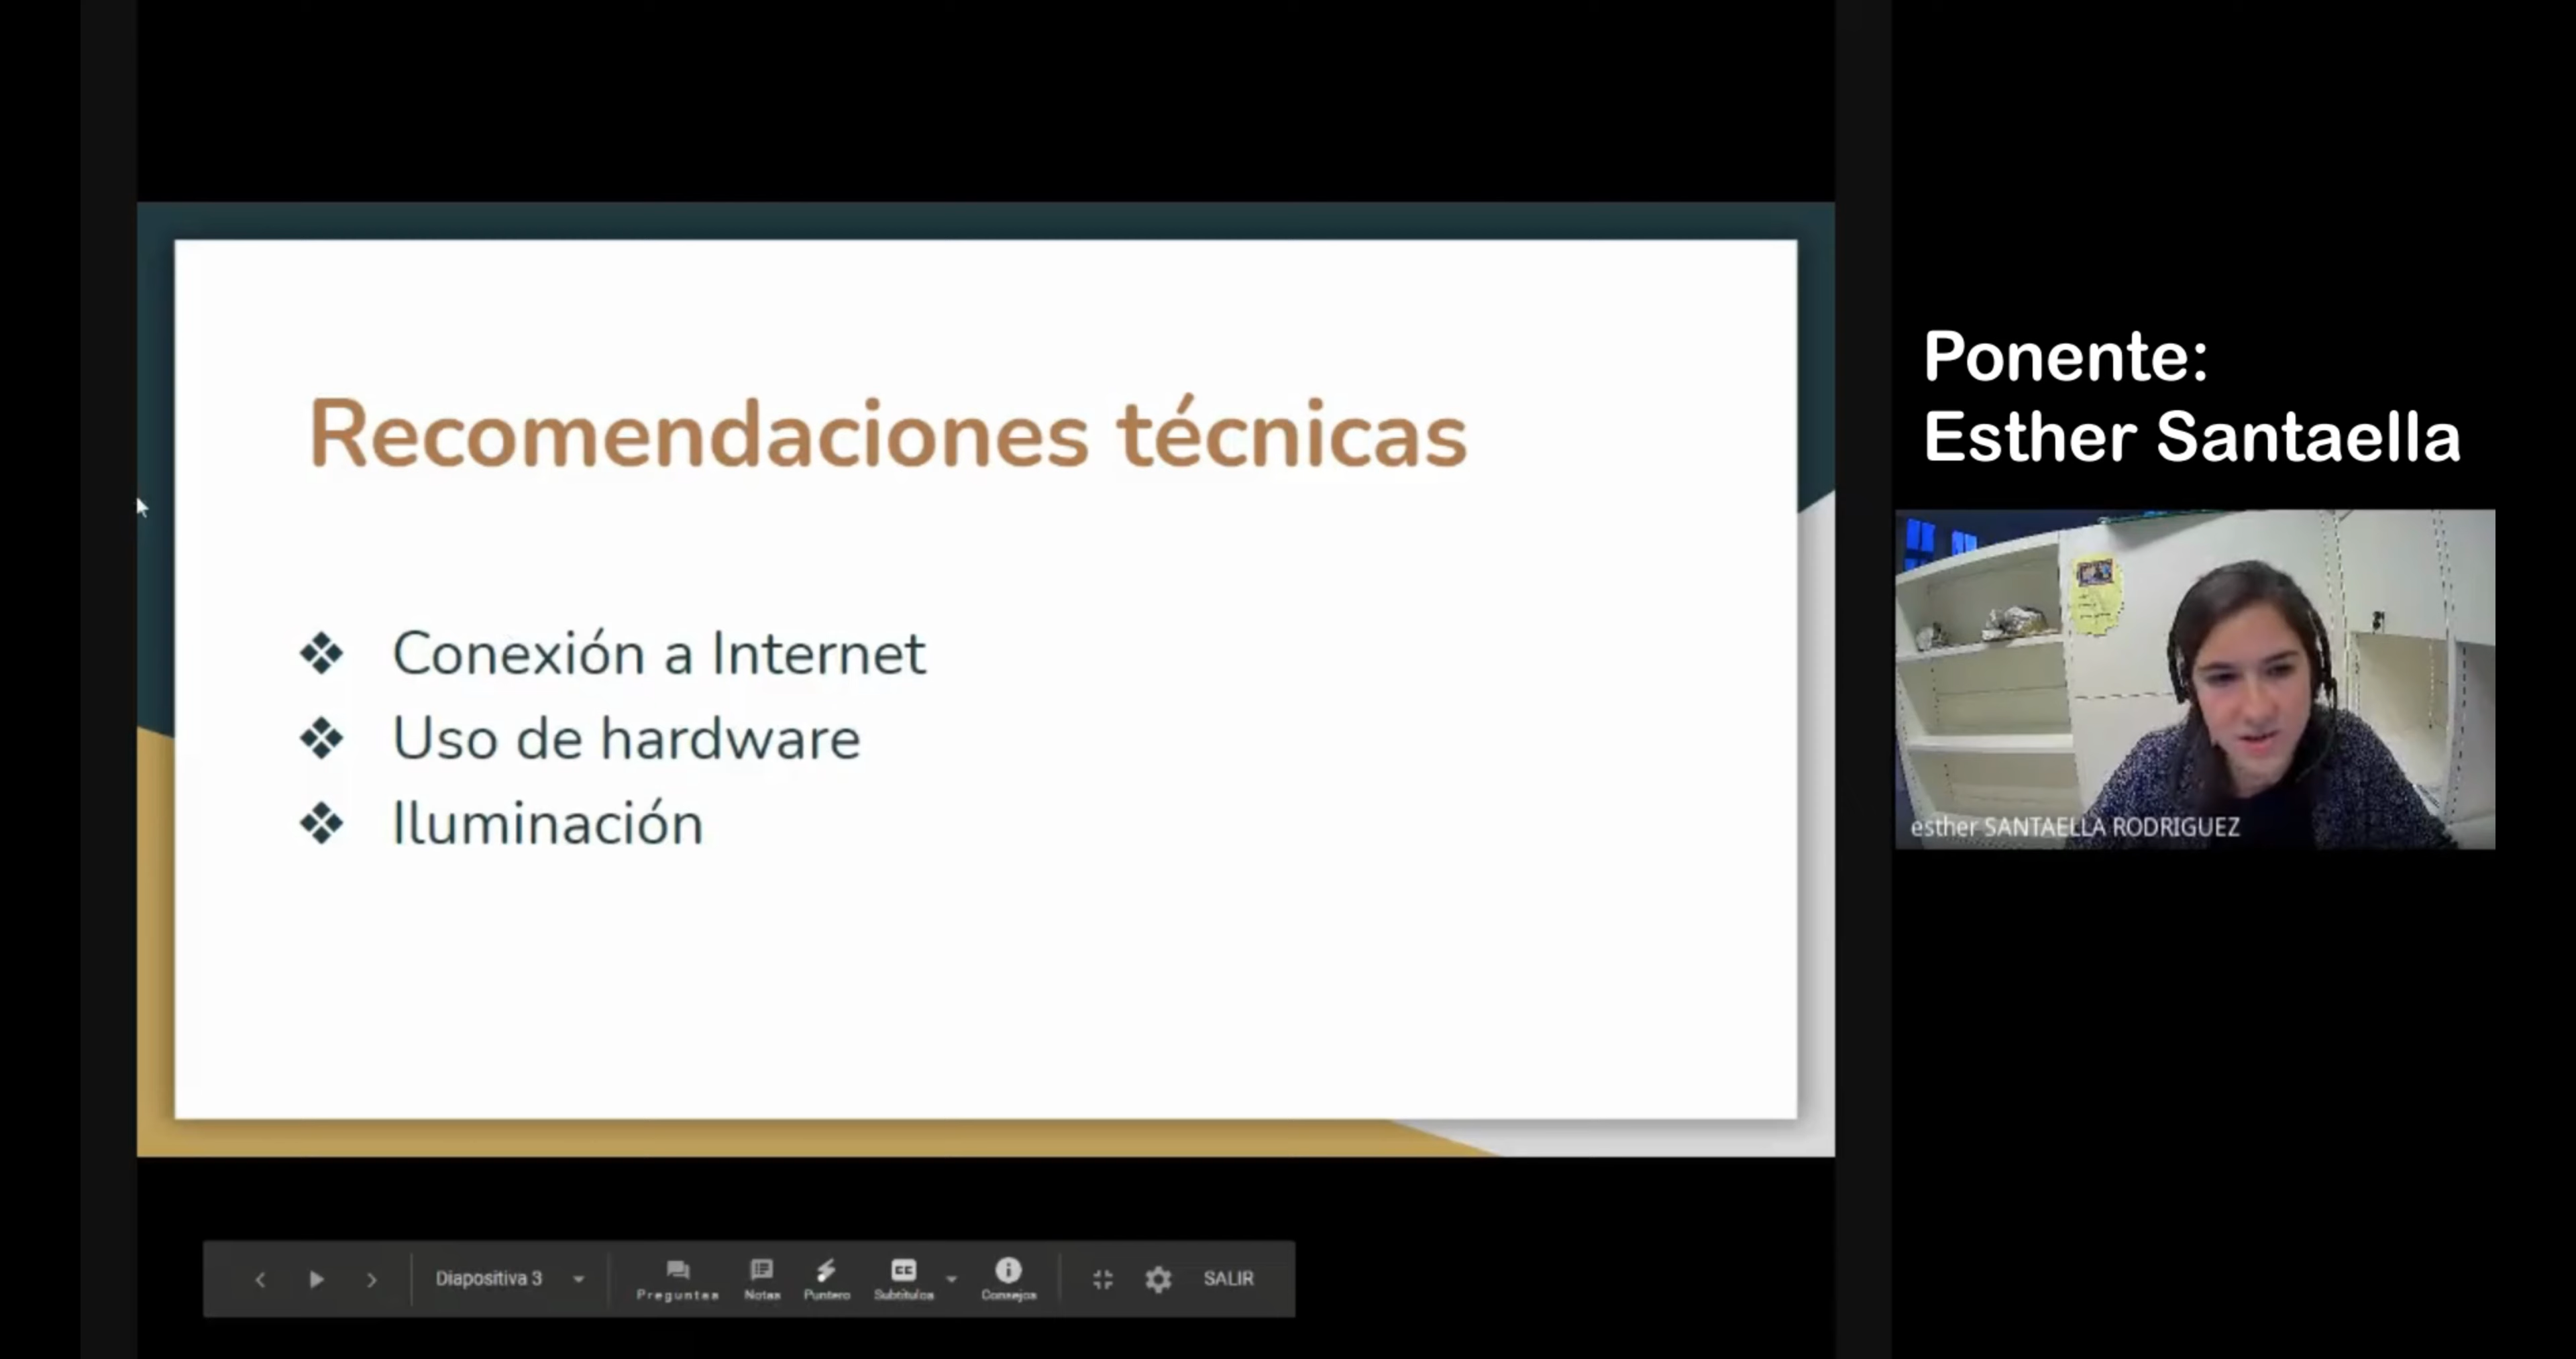 Recomendaciones técnicas
❖ Conexión a Internet
❖ Uso de hardware
❖ Iluminación
Ponente:
Esther Santaella
esther SANTAELLA RODRIGUEZ
Diapositiva 3
Preguntas
Notas
Puntero
Subtítulos
Consejos
SALIR